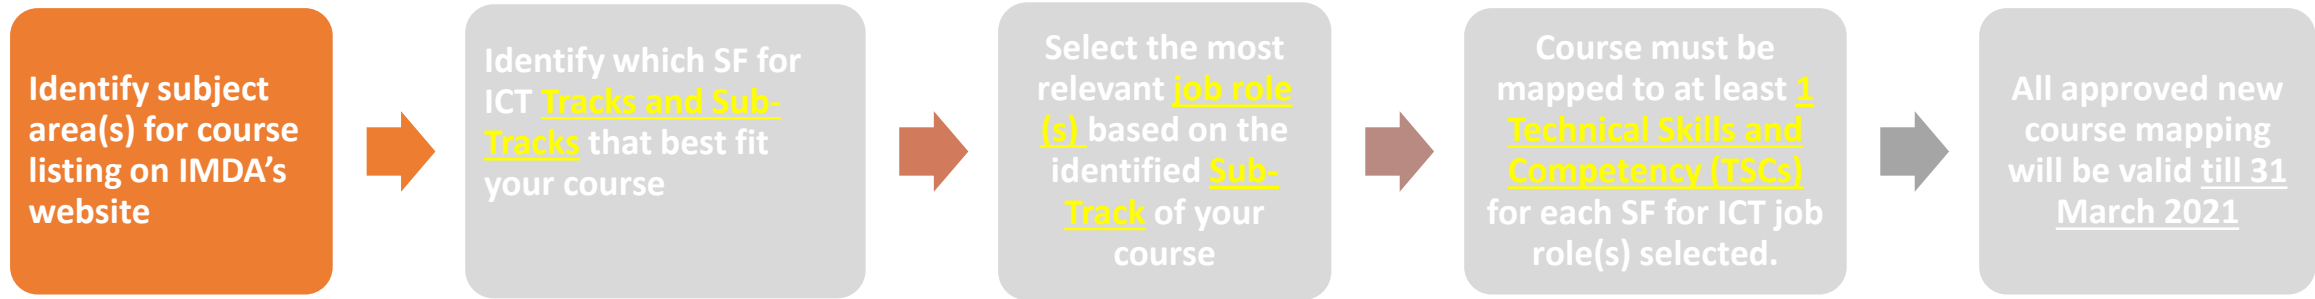 Identify subject
area(s) for course
listing on IMDA's
website
Identify which SF for
ICT Tracks and Sub-
Tracks that best fit
your course
Select the most
relevant job role
(s) based on the
identified Sub-
Track of your
course
Course must be
mapped to at least 1
Technical Skills and
Competency (TSCs)
for each SF for ICT job
role(s) selected.
All approved new
course mapping
will be valid till 31
March 2021